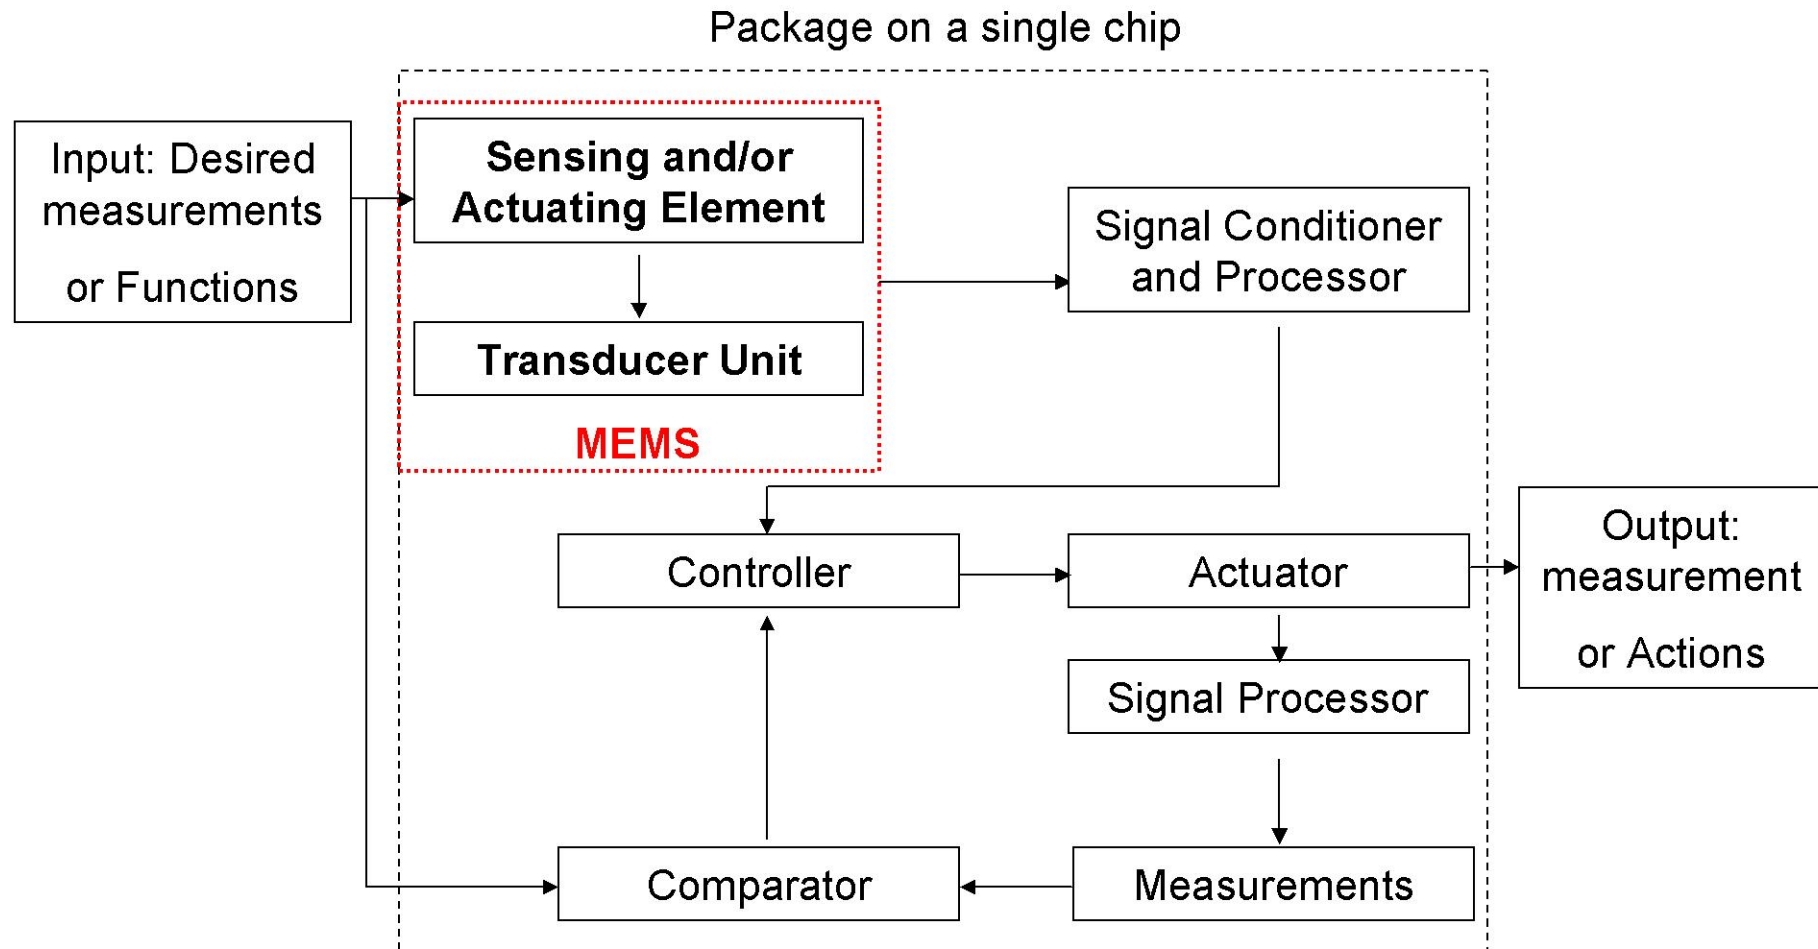 Package on a single chip
Input: Desired
measurements
or Functions
Sensing and/or
Actuating Element
Transducer Unit
MEMS
Signal Conditioner
and Processor
Controller
Actuator
Output:
measurement
or Actions
Signal Processor
Comparator
Measurements